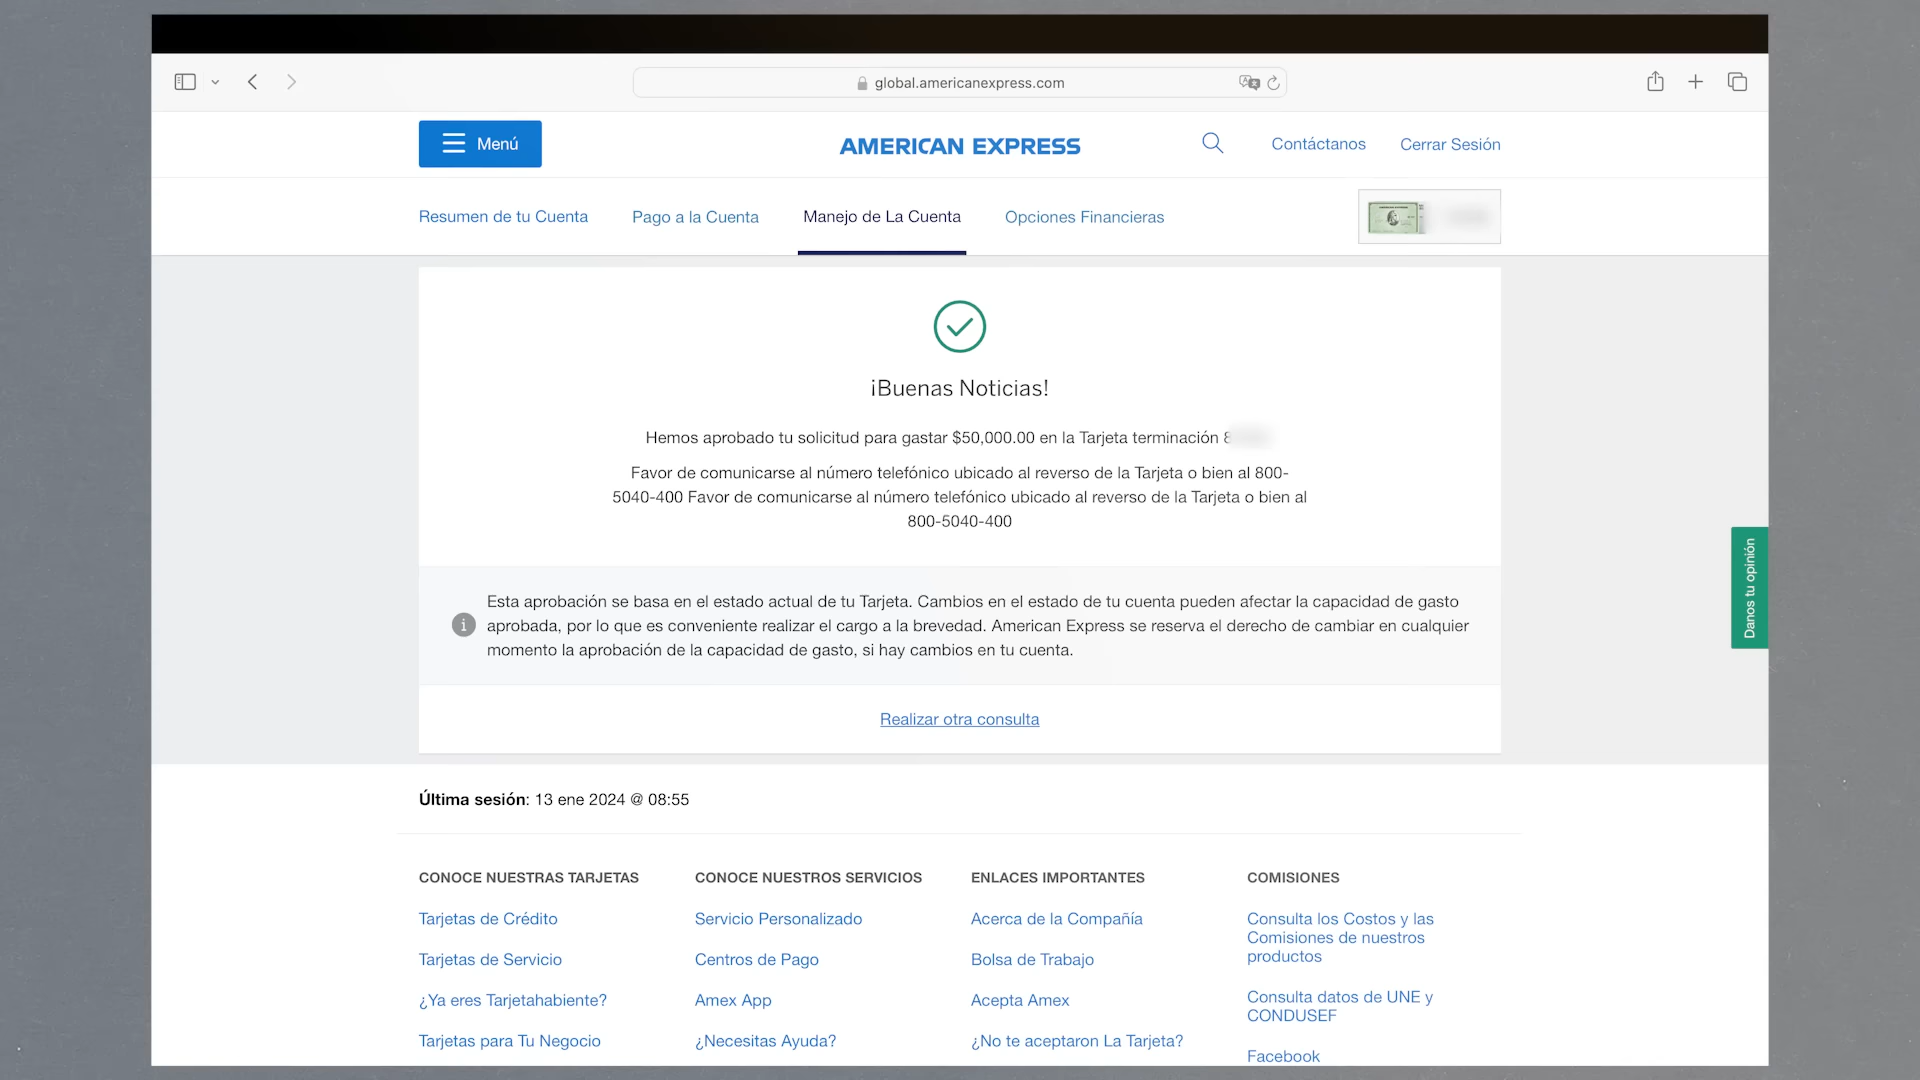 global.americanexpress.com
Menú
AMERICAN EXPRESS
Contáctanos
Cerrar Sesión
Resumen de tu Cuenta
Pago a la Cuenta
Manejo de La Cuenta
Opciones Financieras
¡Buenas Noticias!
Hemos aprobado tu solicitud para gastar $50,000.00 en la Tarjeta terminación
Favor de comunicarse al número telefónico ubicado al reverso de la Tarjeta o bien al 800-
5040-400 Favor de comunicarse al número telefónico ubicado al reverso de la Tarjeta o bien al
800-5040-400
Danos tu opinión
Esta aprobación se basa en el estado actual de tu Tarjeta. Cambios en el estado de tu cuenta pueden afectar la capacidad de gasto
aprobada, por lo que es conveniente realizar el cargo a la brevedad. American Express se reserva el derecho de cambiar en cualquier
momento la aprobación de la capacidad de gasto, si hay cambios en tu cuenta.
Realizar otra consulta
Última sesión: 13 ene 2024 @ 08:55
CONOCE NUESTRAS TARJETAS
Tarjetas de Crédito
Tarjetas de Servicio
¿Ya eres Tarjetahabiente?
Tarjetas para Tu Negocio
CONOCE NUESTROS SERVICIOS
Servicio Personalizado
Centros de Pago
Amex App
¿Necesitas Ayuda?
ENLACES IMPORTANTES
Acerca de la Compañía
Bolsa de Trabajo
Acepta Amex
¿No te aceptaron La Tarjeta?
COMISIONES
Consulta los Costos y las
Comisiones de nuestros
productos
Consulta datos de UNE y
CONDUSEF
Facebook